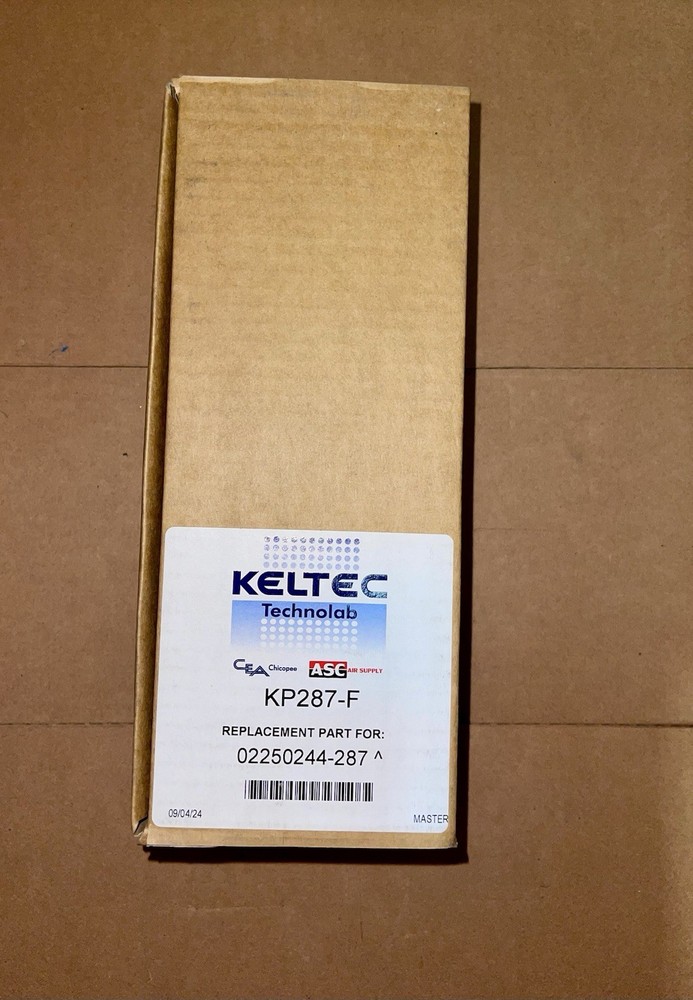 KELTEC
Technolab
CEA Chicopee ASC AIR SUPPLY
KP287-F
REPLACEMENT PART FOR:
02250244-287 ^
09/04/24 MASTER